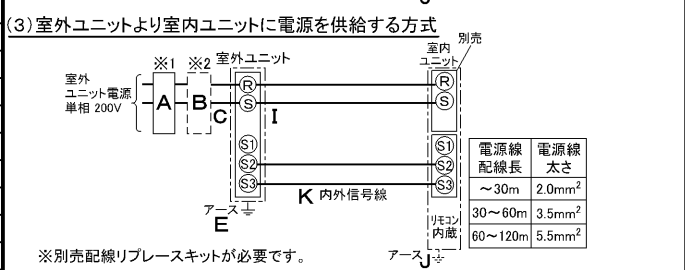 (3)室外ユニットより室内ユニットに電源を供給する方式
※1 ※2 室外ユニット
室内
ユニット
別売
室外
ユニット電源
単相 200V
A
B
C
I
R
S
S1
S2
S3
R
S
S1
S2
S3
K 内外信号線
アース
E
リモコン
内蔵
アース
J
電源線
配線長
電源線
太さ
～30m 2.0mm²
30～60m 3.5mm²
60～120m 5.5mm²
※別売配線リプレースキットが必要です。